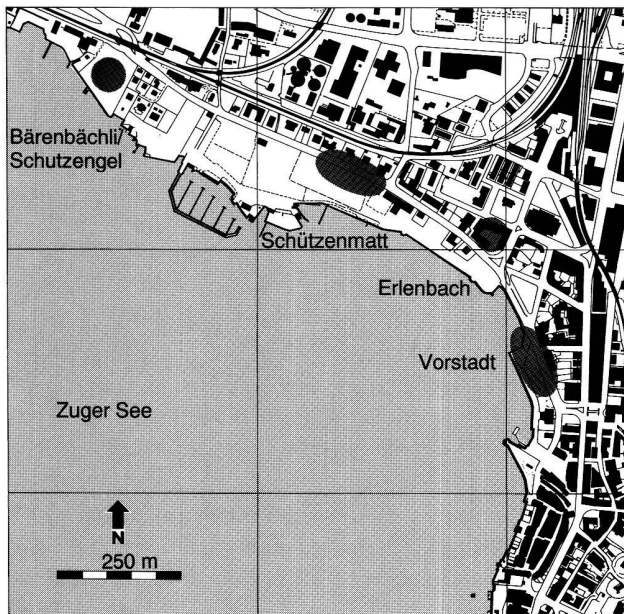 Bärenbächli/
Schutzengel
Schützenmatt
Erlenbach
Vorstadt
Zuger See
N
250 m